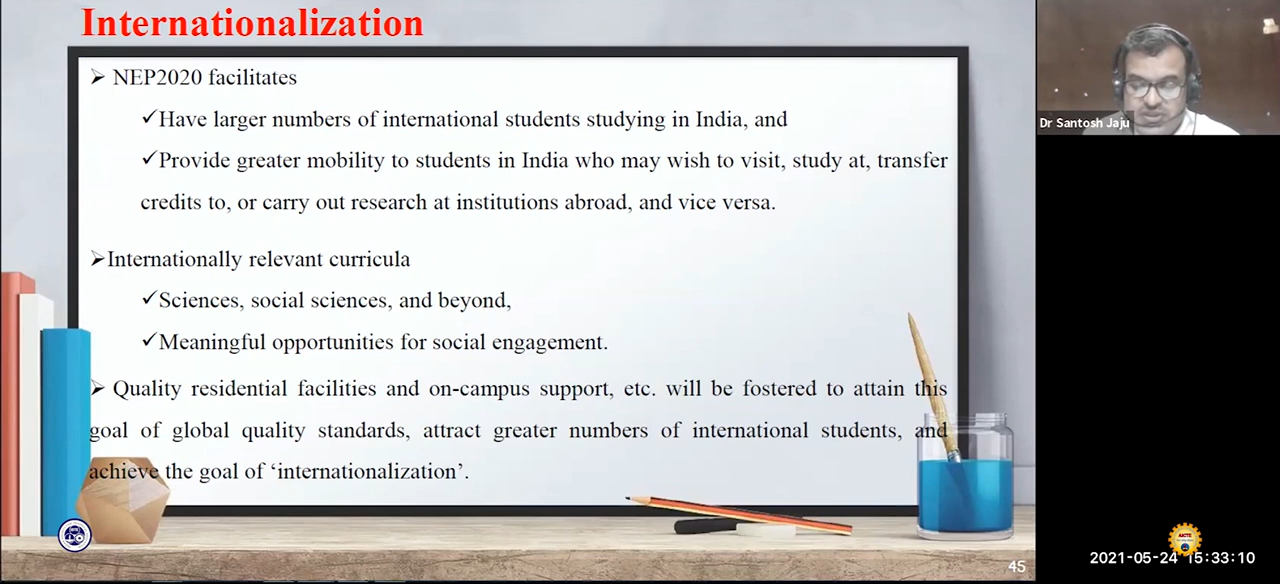 Internationalization
➢ NEP2020 facilitates
✓Have larger numbers of international students studying in India, and
✓Provide greater mobility to students in India who may wish to visit, study at, transfer
credits to, or carry out research at institutions abroad, and vice versa.
➢Internationally relevant curricula
✓Sciences, social sciences, and beyond,
✓Meaningful opportunities for social engagement.
➢ Quality residential facilities and on-campus support, etc. will be fostered to attain this
goal of global quality standards, attract greater numbers of international students, and
achieve the goal of ‘internationalization’.
45
Dr Santosh Jaju
AICTE
2021-05-24 15:33:10